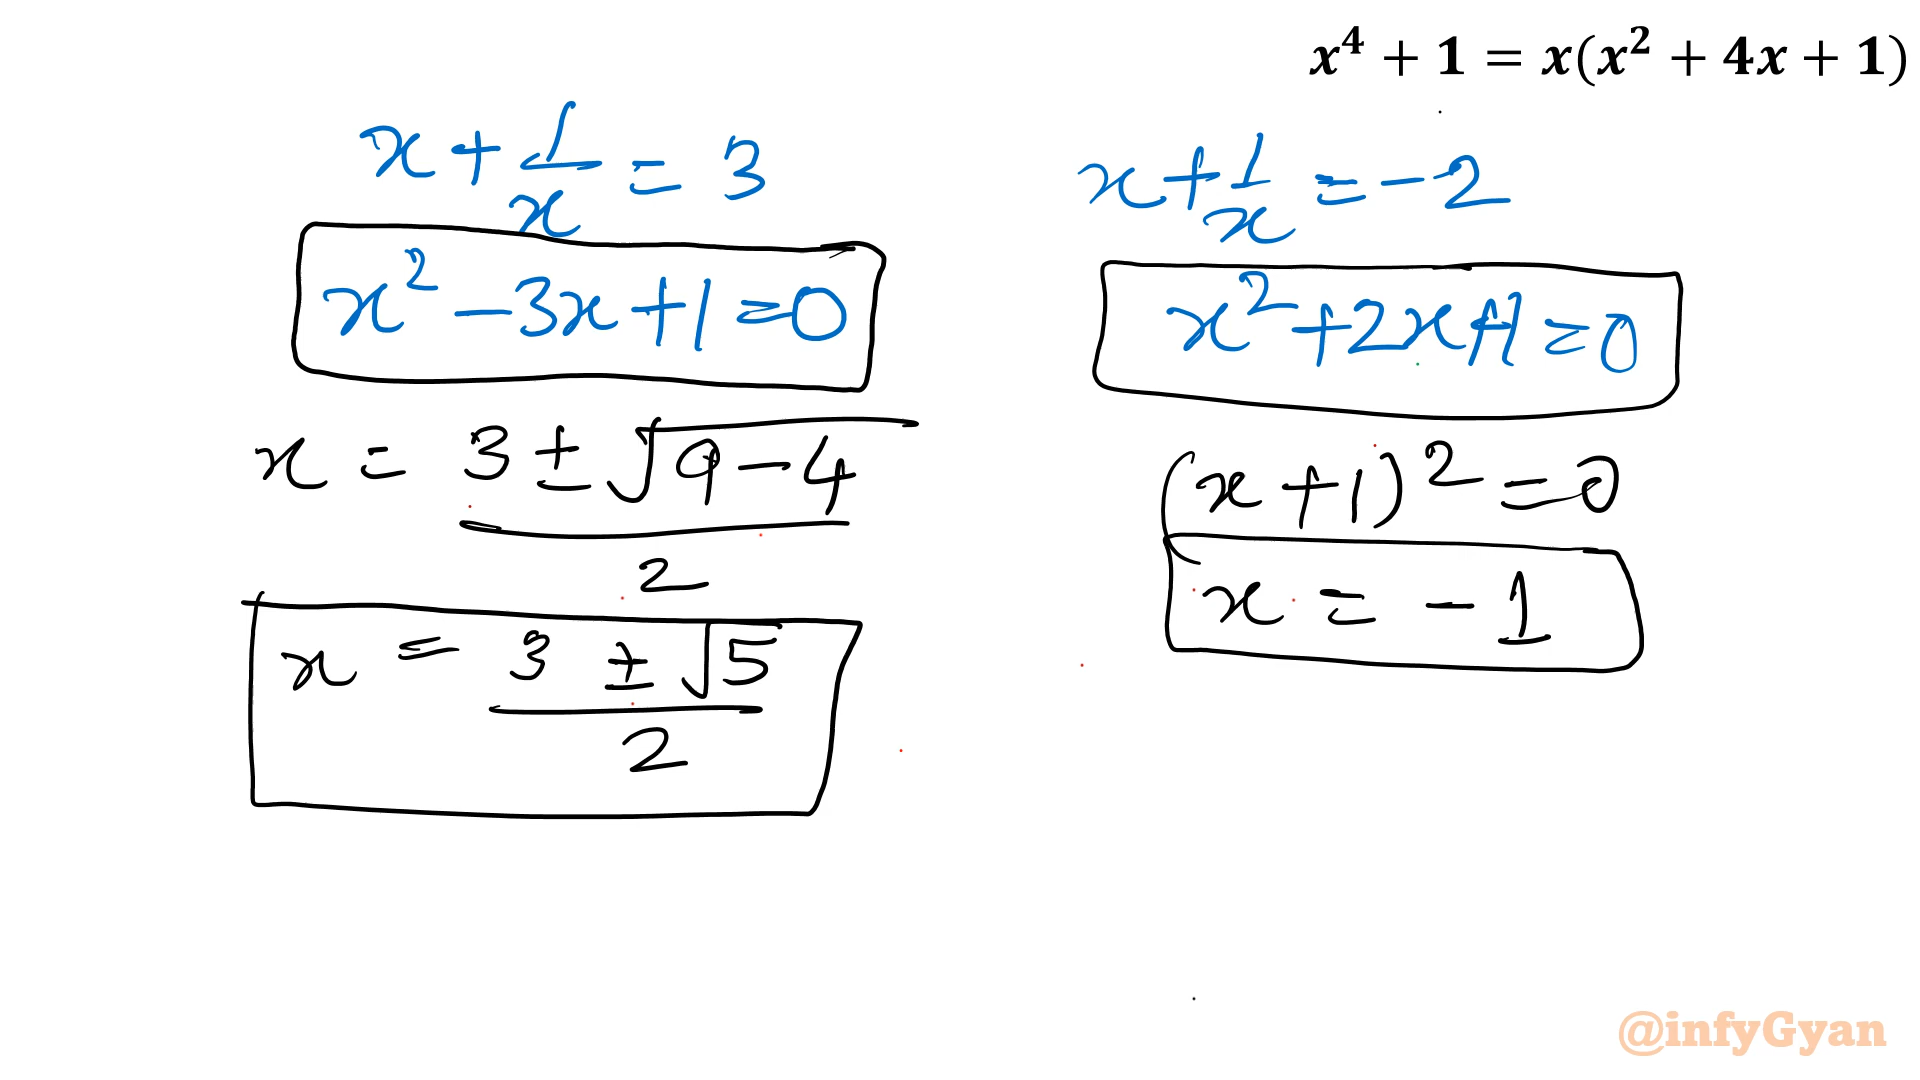 x⁴ + 1 = x(x² + 4x + 1)
x + 1/x = 3
x² - 3x + 1 = 0
x = (3 ± √(9 - 4))/2
x = (3 ± √5)/2
x + 1/x = -2
x² + 2x + 1 = 0
(x + 1)² = 0
x = -1
@infyGyan